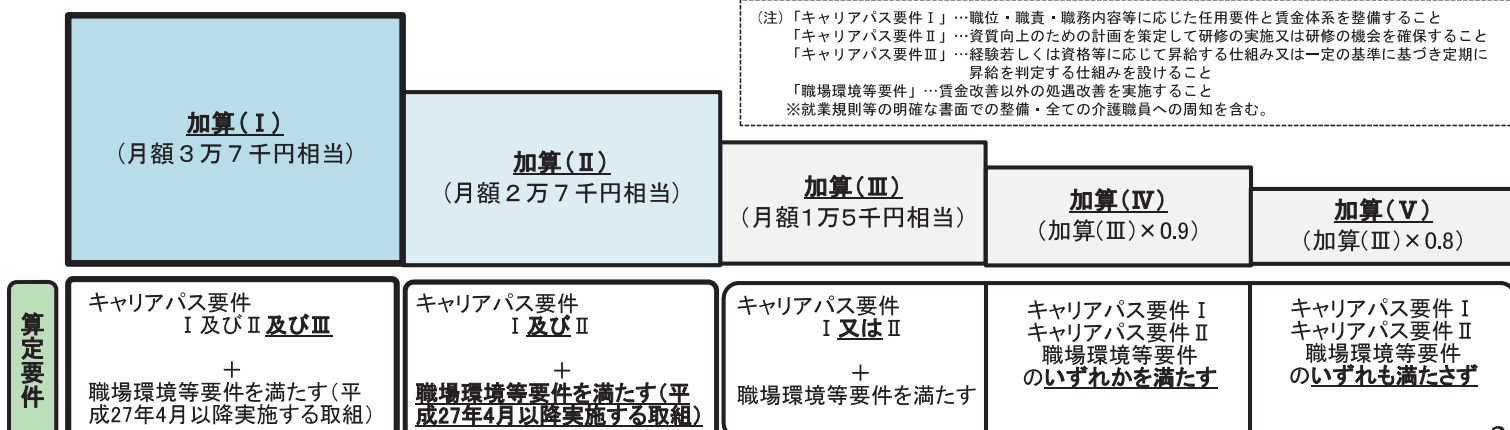 (注)「キャリアパス要件Ⅰ」…職位・職責・職務内容等に応じた任用要件と賃金体系を整備すること
「キャリアパス要件Ⅱ」…資質向上のための計画を策定して研修の実施又は研修の機会を確保すること
「キャリアパス要件Ⅲ」…経験若しくは資格等に応じて昇給する仕組み又は一定の基準に基づき定期に
昇給を判定する仕組みを設けること
「職場環境等要件」…賃金改善以外の処遇改善を実施すること
※就業規則等の明確な書面での整備・全ての介護職員への周知を含む。
加算(Ⅰ)
(月額3万7千円相当)
加算(Ⅱ)
(月額2万7千円相当)
加算(Ⅲ)
(月額1万5千円相当)
加算(Ⅳ)
(加算(Ⅲ)×0.9)
加算(Ⅴ)
(加算(Ⅲ)×0.8)
算定要件
キャリアパス要件
Ⅰ及びⅡ及びⅢ
+
職場環境等要件を満たす(平
成27年4月以降実施する取組)
キャリアパス要件
Ⅰ及びⅡ
+
職場環境等要件を満たす(平
成27年4月以降実施する取組)
キャリアパス要件
Ⅰ又はⅡ
+
職場環境等要件を満たす
キャリアパス要件Ⅰ
キャリアパス要件Ⅱ
職場環境等要件
のいずれかを満たす
キャリアパス要件Ⅰ
キャリアパス要件Ⅱ
職場環境等要件
のいずれも満たさず